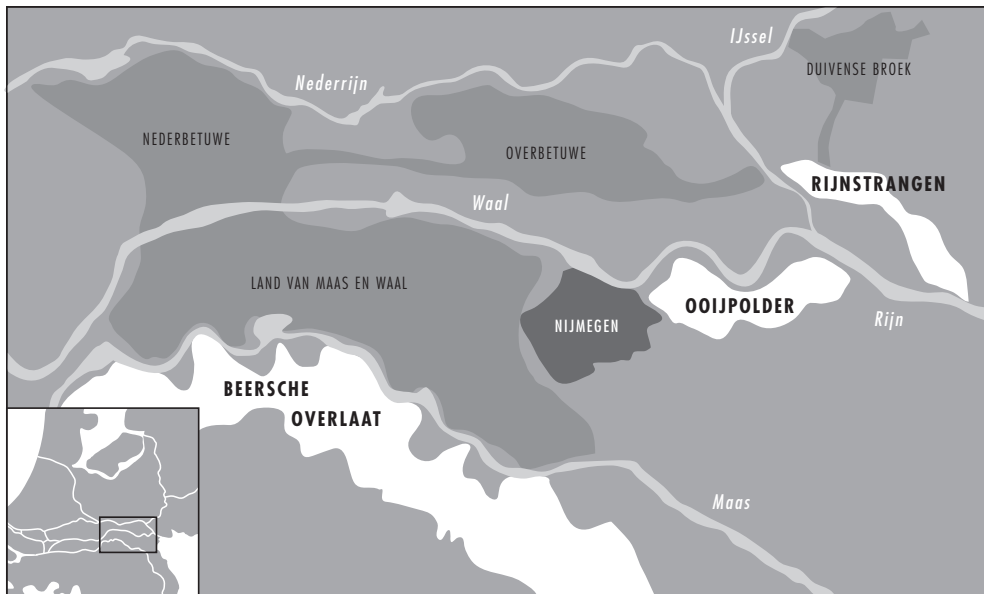 IJssel
DUIVENSE BROEK
Nederrijn
NEDERBETUWE
OVERBETUWE
RIJNSTRANGEN
Waal
LAND VAN MAAS EN WAAL
OOIJPOLDER
NIJMEGEN
Rijn
BEERSCHE
OVERLAAT
Maas